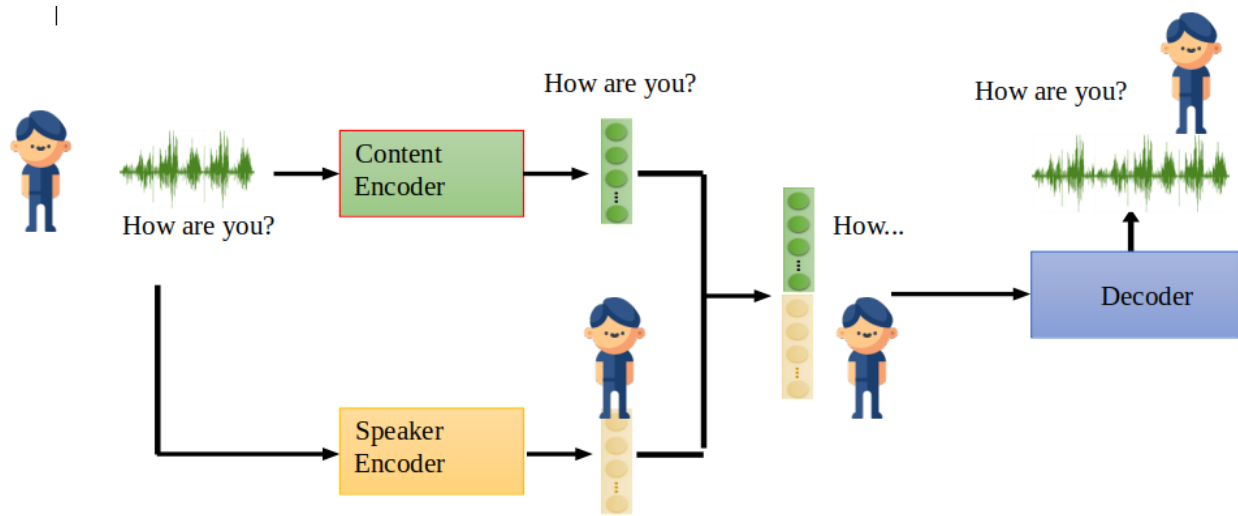 How are you?
How are you?
Content
Encoder
How are you?
How...
Decoder
Speaker
Encoder